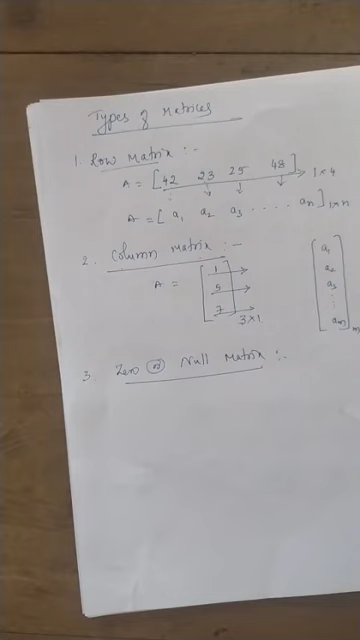 Types of Matrices
1. Row Matrix :-
A = [42 23 25 48] 1×4
A = [a1 a2 a3 .... an] 1×n
2. Column Matrix :-
A = [1
5
7] 3×1
[a1
a2
a3
:
am] m
3. Zero or Null Matrix :-